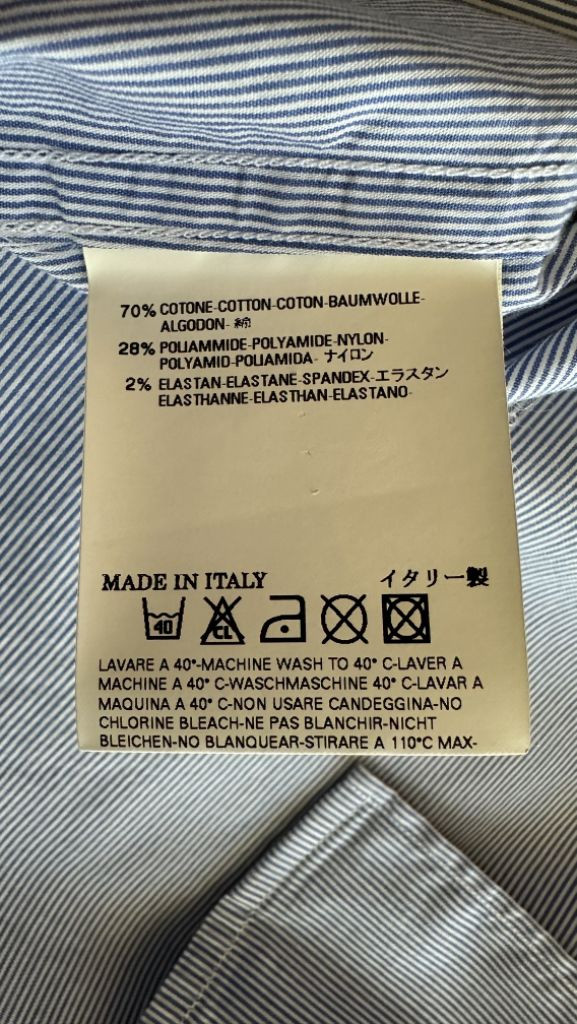 70% COTONE-COTTON-COTON-BAUMWOLLE-
ALGODON- 綿
28% POLIAMMIDE-POLYAMIDE-NYLON-
POLYAMID-POLIAMIDA- ナイロン
2% ELASTAN-ELASTANE-SPANDEX-エラスタン
ELASTHANNE-ELASTHAN-ELASTANO-
MADE IN ITALY イタリー製
40 CL
LAVARE A 40°-MACHINE WASH TO 40° C-LAVER A
MACHINE A 40° C-WASCHMASCHINE 40° C-LAVAR A
MAQUINA A 40° C-NON USARE CANDEGGINA-NO
CHLORINE BLEACH-NE PAS BLANCHIR-NICHT
BLEICHEN-NO BLANQUEAR-STIRARE A 110°C MAX-